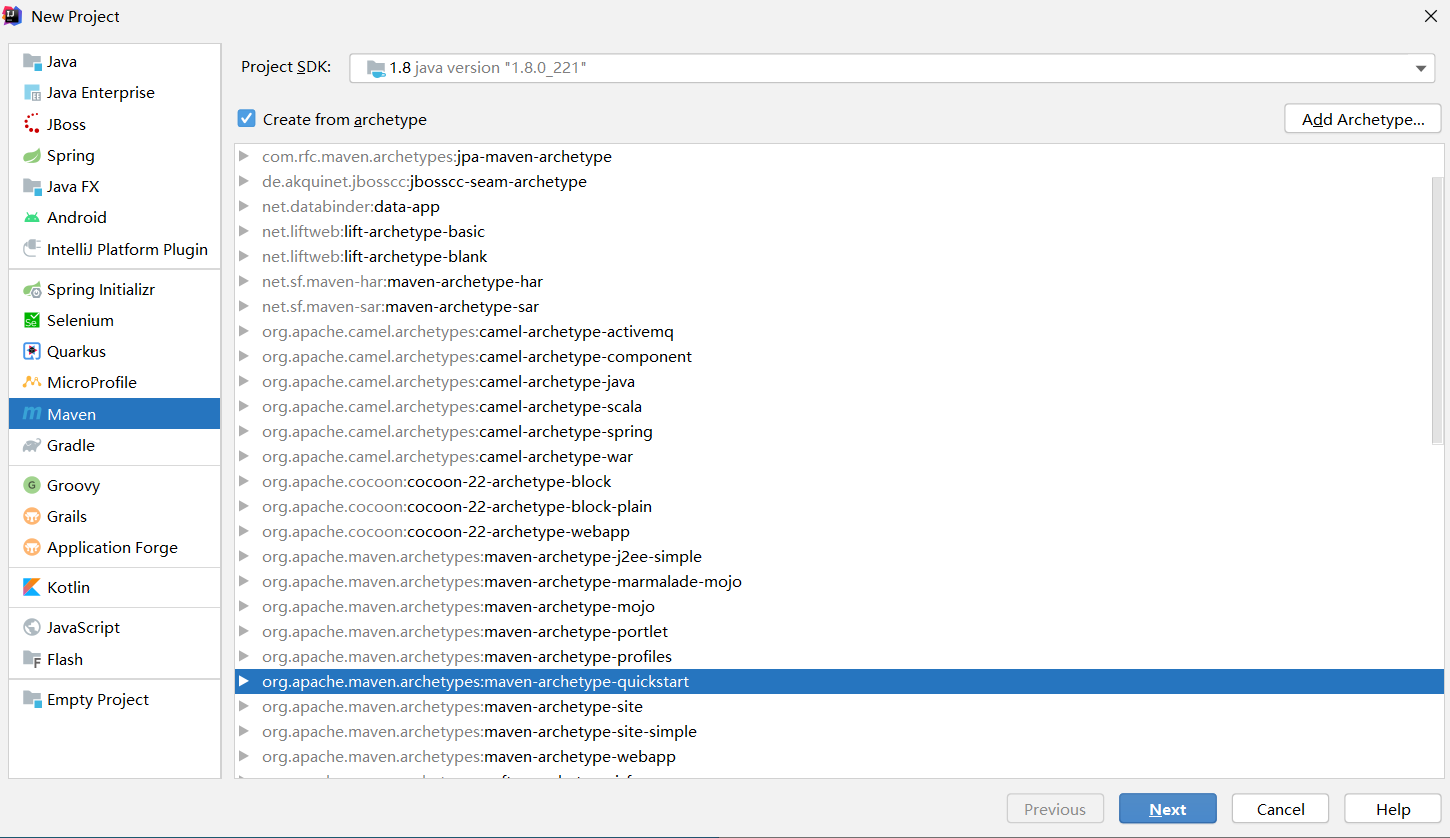 New Project
Java
Java Enterprise
JBoss
Spring
Java FX
Android
IntelliJ Platform Plugin
Spring Initializr
Selenium
Quarkus
MicroProfile
Maven
Gradle
Groovy
Grails
Application Forge
Kotlin
JavaScript
Flash
Empty Project
Project SDK: 1.8 java version "1.8.0_221"
Create from archetype
Add Archetype...
com.rfc.maven.archetypes:jpa-maven-archetype
de.akquinet.jbosscc:jbosscc-seam-archetype
net.databinder:data-app
net.liftweb:lift-archetype-basic
net.liftweb:lift-archetype-blank
net.sf.maven-har:maven-archetype-har
net.sf.maven-sar:maven-archetype-sar
org.apache.camel.archetypes:camel-archetype-activemq
org.apache.camel.archetypes:camel-archetype-component
org.apache.camel.archetypes:camel-archetype-java
org.apache.camel.archetypes:camel-archetype-scala
org.apache.camel.archetypes:camel-archetype-spring
org.apache.camel.archetypes:camel-archetype-war
org.apache.cocoon:cocoon-22-archetype-block
org.apache.cocoon:cocoon-22-archetype-block-plain
org.apache.cocoon:cocoon-22-archetype-webapp
org.apache.maven.archetypes:maven-archetype-j2ee-simple
org.apache.maven.archetypes:maven-archetype-marmalade-mojo
org.apache.maven.archetypes:maven-archetype-mojo
org.apache.maven.archetypes:maven-archetype-portlet
org.apache.maven.archetypes:maven-archetype-profiles
org.apache.maven.archetypes:maven-archetype-quickstart
org.apache.maven.archetypes:maven-archetype-site
org.apache.maven.archetypes:maven-archetype-site-simple
org.apache.maven.archetypes:maven-archetype-webapp
Previous
Next
Cancel
Help